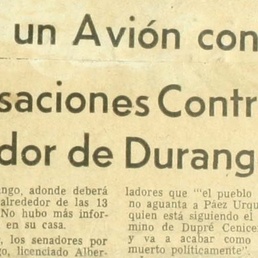 un Avión con
saciones Contr
dor de Durang
ngo, adonde deberá
alrededor de las 13
No hubo más infor-
en su casa.
o, los senadores por
go, licenciado Alber-
ladores que "'el pueblo
no aguanta a Páez Urqu
quien está siguiendo el
mino de Dupré Cenice
y va a acabar como
muerto políticamente".